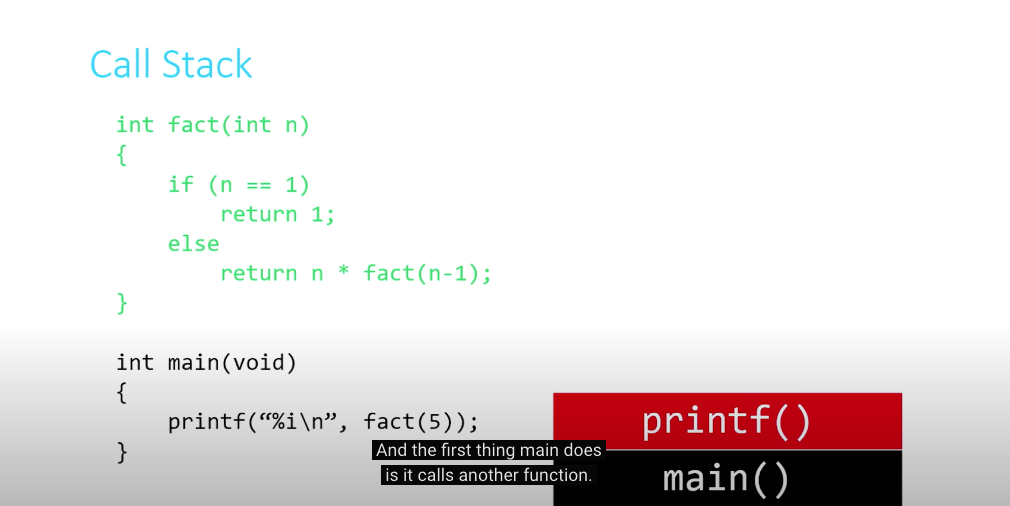 Call Stack
int fact(int n)
{
    if (n == 1)
        return 1;
    else
        return n * fact(n-1);
}
int main(void)
{
    printf(“%i\n”, fact(5));
}
printf()
main()
And the first thing main does
is it calls another function.